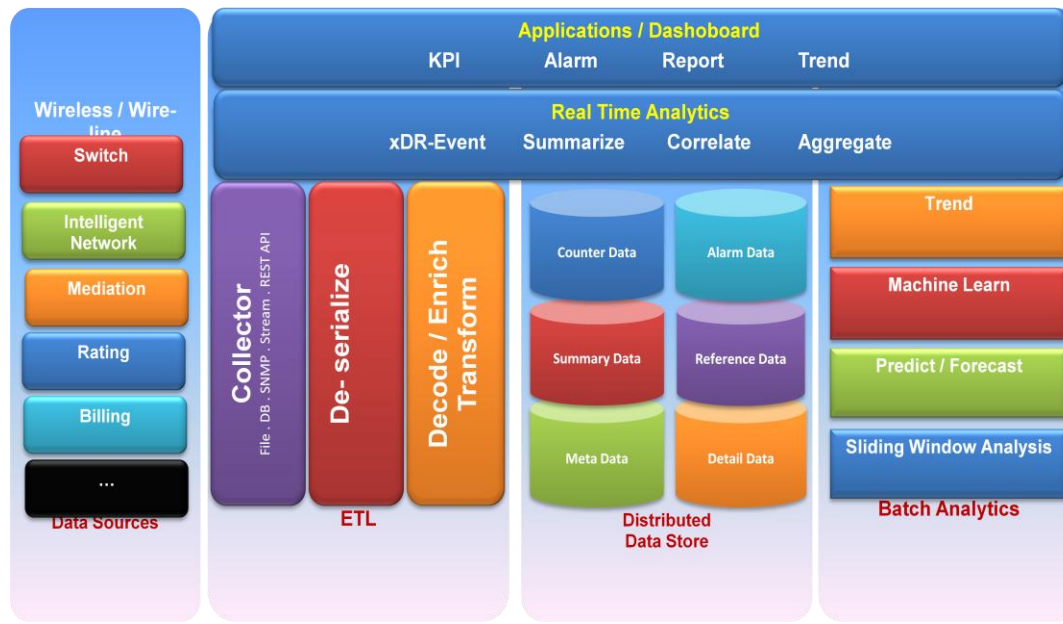 Applications / Dashoboard
KPI Alarm Report Trend
Real Time Analytics
xDR-Event Summarize Correlate Aggregate
Wireless / Wire-
line
Switch
Intelligent
Network
Mediation
Rating
Billing
...
Data Sources
Collector
File . DB . SNMP . Stream . REST API
De- serialize
Decode / Enrich
Transform
ETL
Counter Data
Alarm Data
Summary Data
Reference Data
Meta Data
Detail Data
Distributed
Data Store
Trend
Machine Learn
Predict / Forecast
Sliding Window Analysis
Batch Analytics